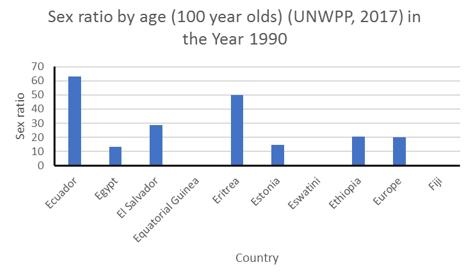 Sex ratio by age (100 year olds) (UNWPP, 2017) in
the Year 1990
70
60
50
40
30
20
10
0
Sex ratio
Ecuador
Egypt
El Salvador
Equatorial Guinea
Eritrea
Estonia
Eswatini
Ethiopia
Europe
Fiji
Country